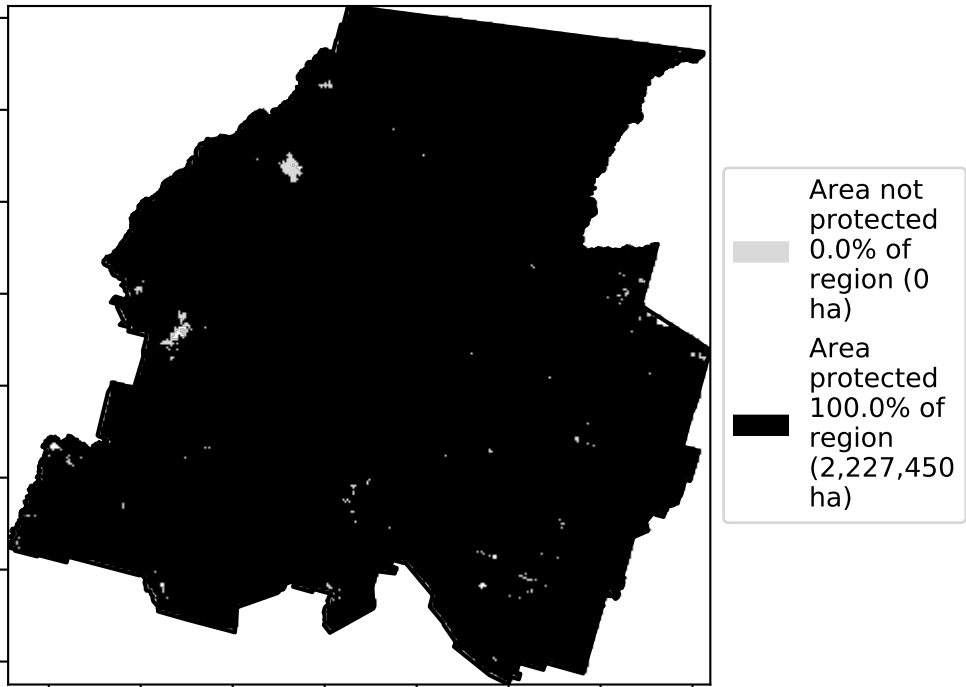 Area not
protected
0.0% of
region (0
ha)
Area
protected
100.0% of
region
(2,227,450
ha)